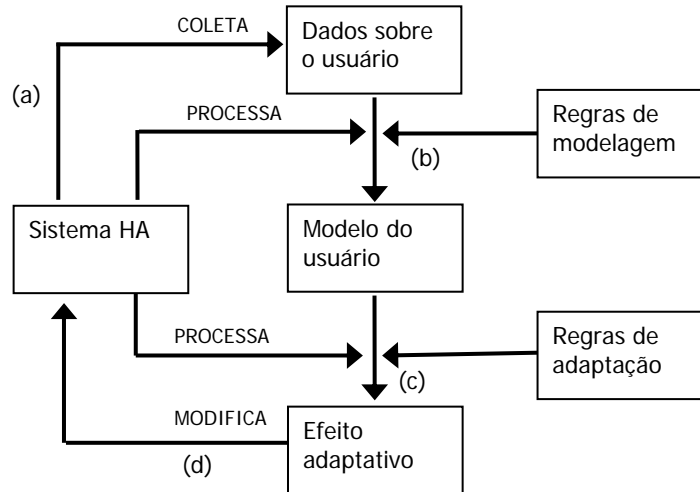 COLETA
Dados sobre
o usuário
(a)
PROCESSA
Regras de
modelagem
(b)
Sistema HA
Modelo do
usuário
PROCESSA
Regras de
adaptação
(c)
MODIFICA
Efeito
adaptativo
(d)